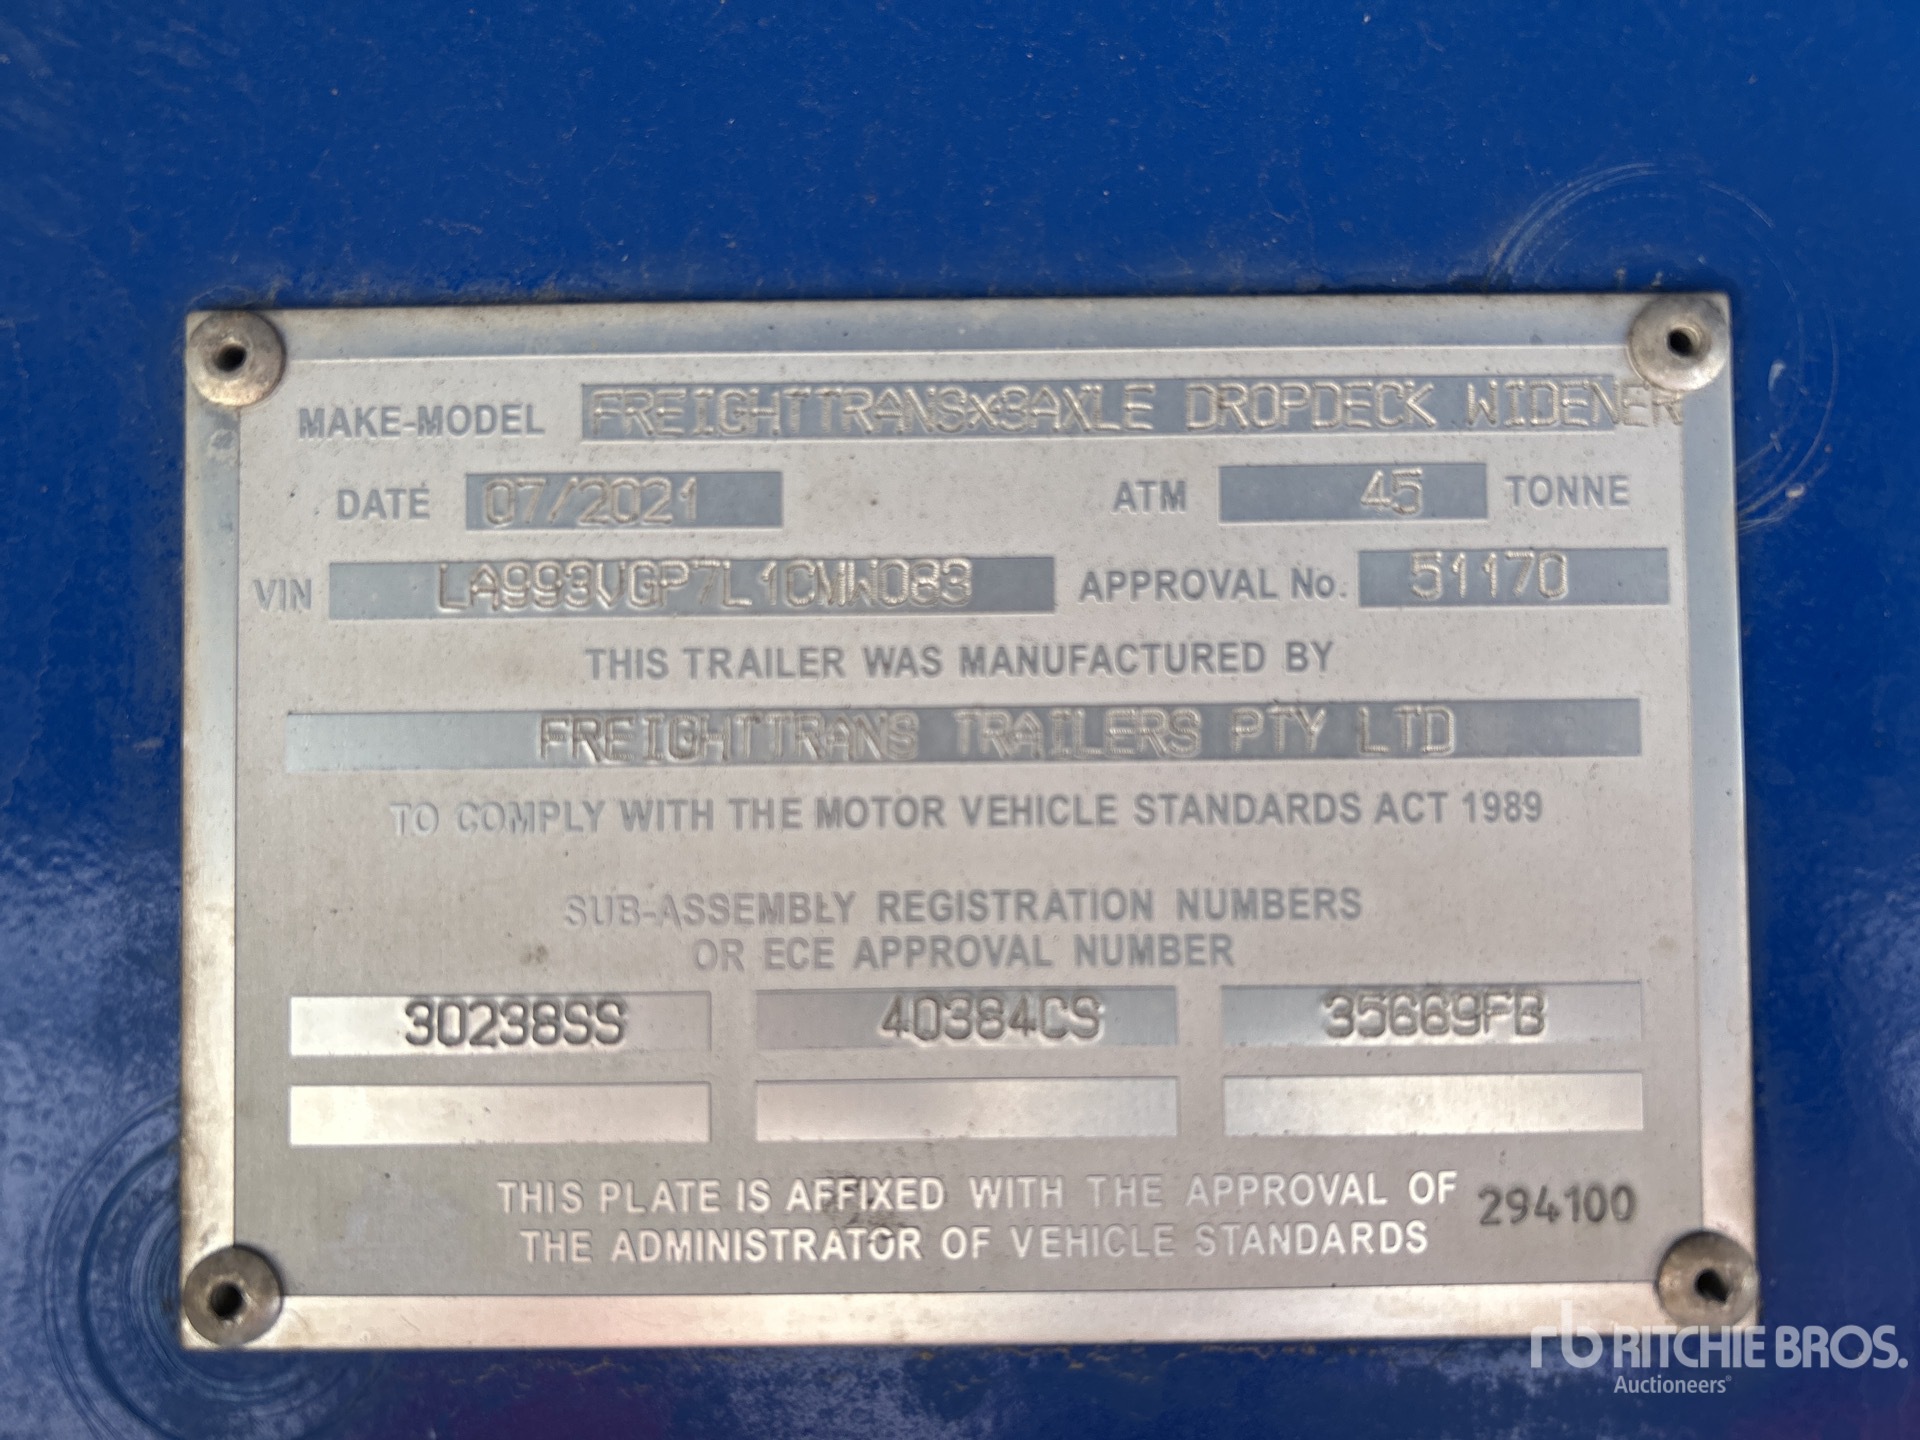 MAKE-MODEL FREIGHTTRANSx3AXLE DROPDECK WIDENER
DATE 07/2021 ATM 45 TONNE
VIN LA993VGP7L1CMW083 APPROVAL No. 51170
THIS TRAILER WAS MANUFACTURED BY
FREIGHTTRANS TRAILERS PTY LTD
TO COMPLY WITH THE MOTOR VEHICLE STANDARDS ACT 1989
SUB-ASSEMBLY REGISTRATION NUMBERS
OR ECE APPROVAL NUMBER
30238SS 40384CS 35669FB
THIS PLATE IS AFFIXED WITH THE APPROVAL OF 294100
THE ADMINISTRATOR OF VEHICLE STANDARDS
rb RITCHIE BROS.
Auctioneers